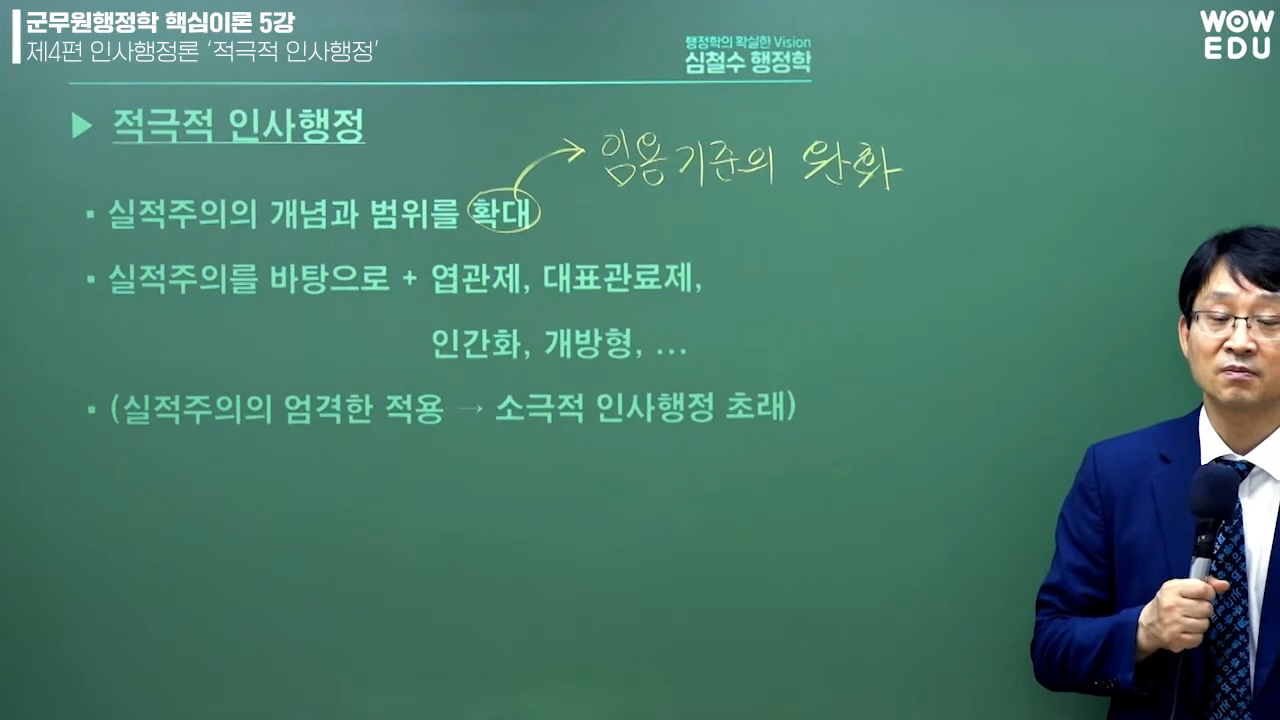 군무원행정학 핵심이론 5강
제4편 인사행정론 '적극적 인사행정'
WOW
EDU
행정학의 확실한 Vision
심철수 행정학
▶ 적극적 인사행정
임용기준의 완화
▪ 실적주의의 개념과 범위를 확대
▪ 실적주의를 바탕으로 + 엽관제, 대표관료제,
인간화, 개방형, …
▪ (실적주의의 엄격한 적용 → 소극적 인사행정 초래)